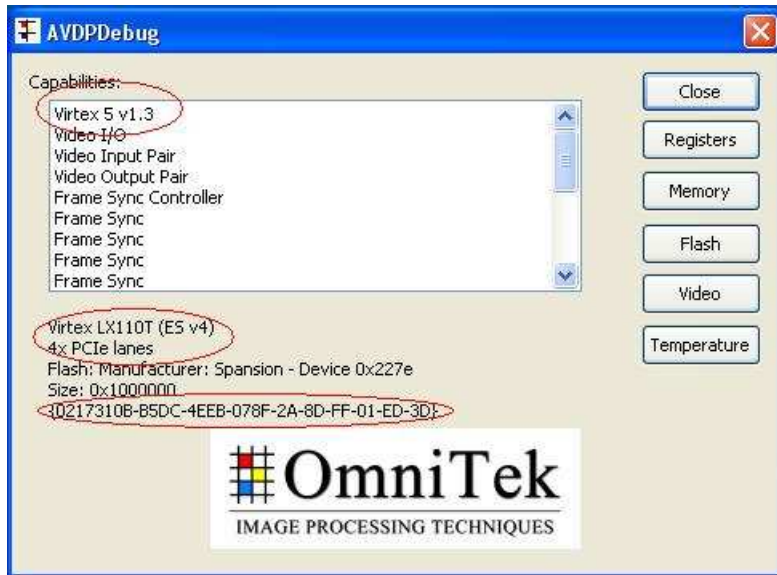 AVDPDebug
Capabilities:
Virtex 5 v1.3
Video I/O
Video Input Pair
Video Output Pair
Frame Sync Controller
Frame Sync
Frame Sync
Frame Sync
Frame Sync
Close
Registers
Memory
Flash
Video
Temperature
Virtex LX110T (ES v4)
4x PCIe lanes
Flash: Manufacturer: Spansion - Device 0x227e
Size: 0x1000000
{0217310B-B5DC-4EEB-078F-2A-8D-FF-01-ED-3D}
OmniTek
IMAGE PROCESSING TECHNIQUES